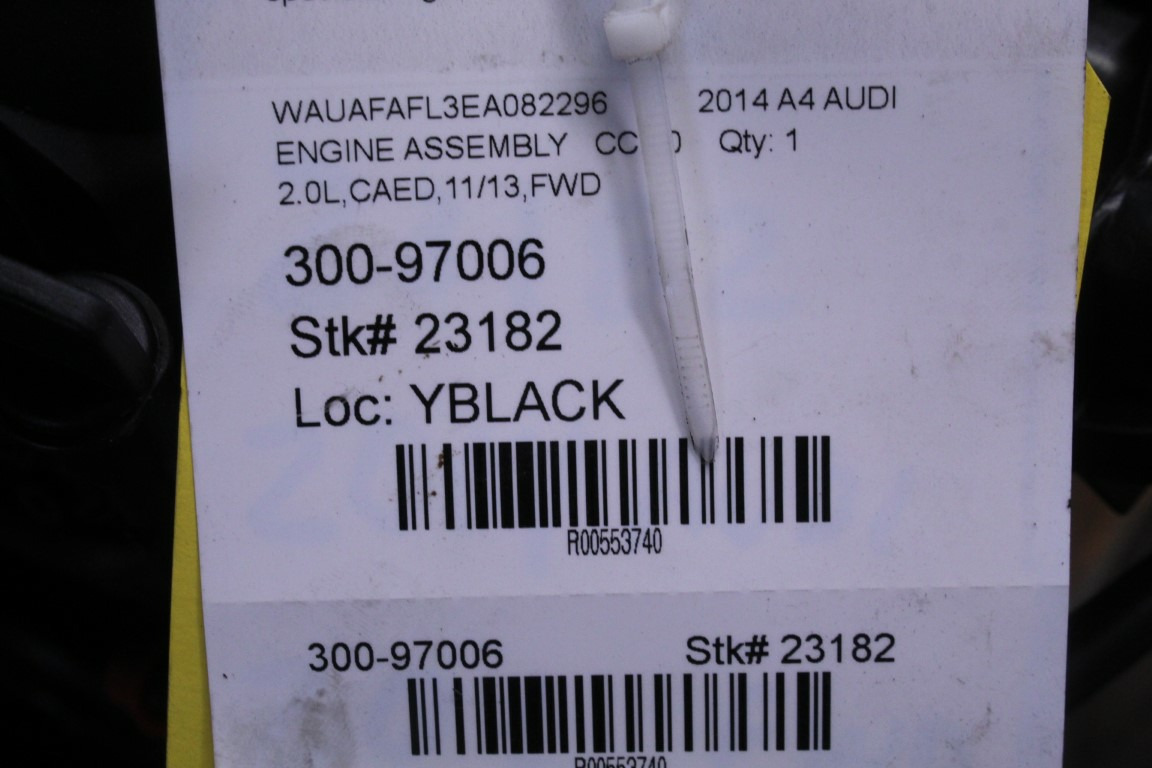 WAUAFAFL3EA082296 2014 A4 AUDI
ENGINE ASSEMBLY Qty: 1
2.0L,CAED,11/13,FWD
300-97006
Stk# 23182
Loc: YBLACK
R00553740
300-97006 Stk# 23182
R00553740